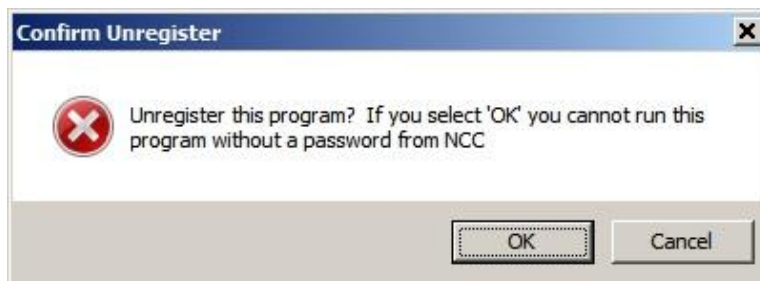 Confirm Unregister
Unregister this program?  If you select 'OK' you cannot run this
program without a password from NCC
OK
Cancel